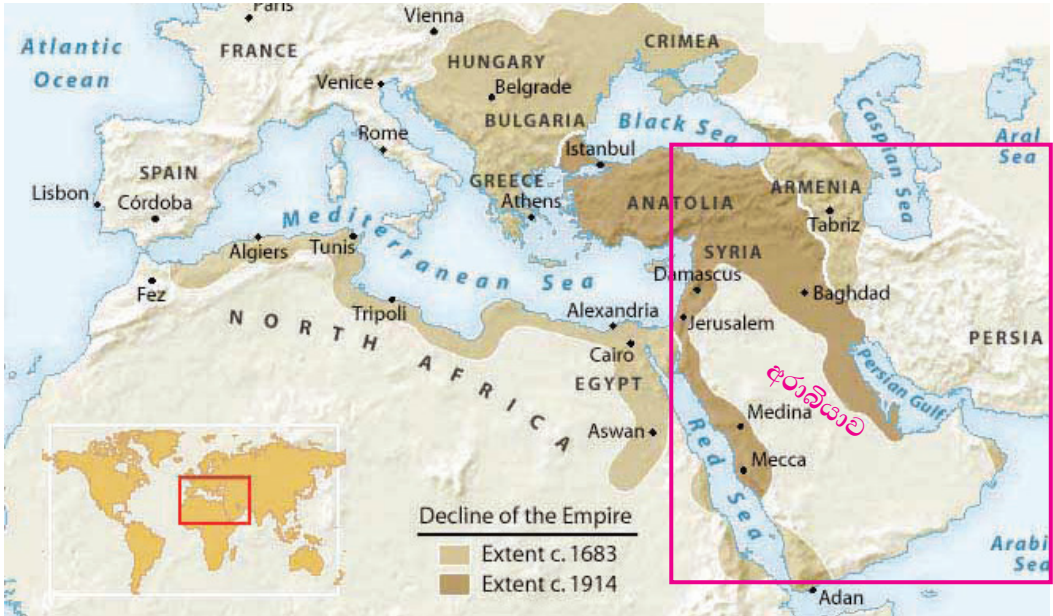 Paris
Vienna
Atlantic
Ocean
FRANCE
HUNGARY
CRIMEA
Venice
Belgrade
BULGARIA
Black Sea
Caspian Sea
Aral
Sea
Rome
Istanbul
SPAIN
Lisbon
Córdoba
GREECE
Athens
ANATOLIA
ARMENIA
Tabriz
Mediterranean Sea
Algiers
Tunis
SYRIA
Damascus
Baghdad
Fez
Tripoli
Alexandria
Jerusalem
NORTH AFRICA
Cairo
PERSIA
EGYPT
අරාබියාව
Persian Gulf
Medina
Aswan
Red Sea
Mecca
Decline of the Empire
Extent c. 1683
Extent c. 1914
Arabi
Sea
Adan